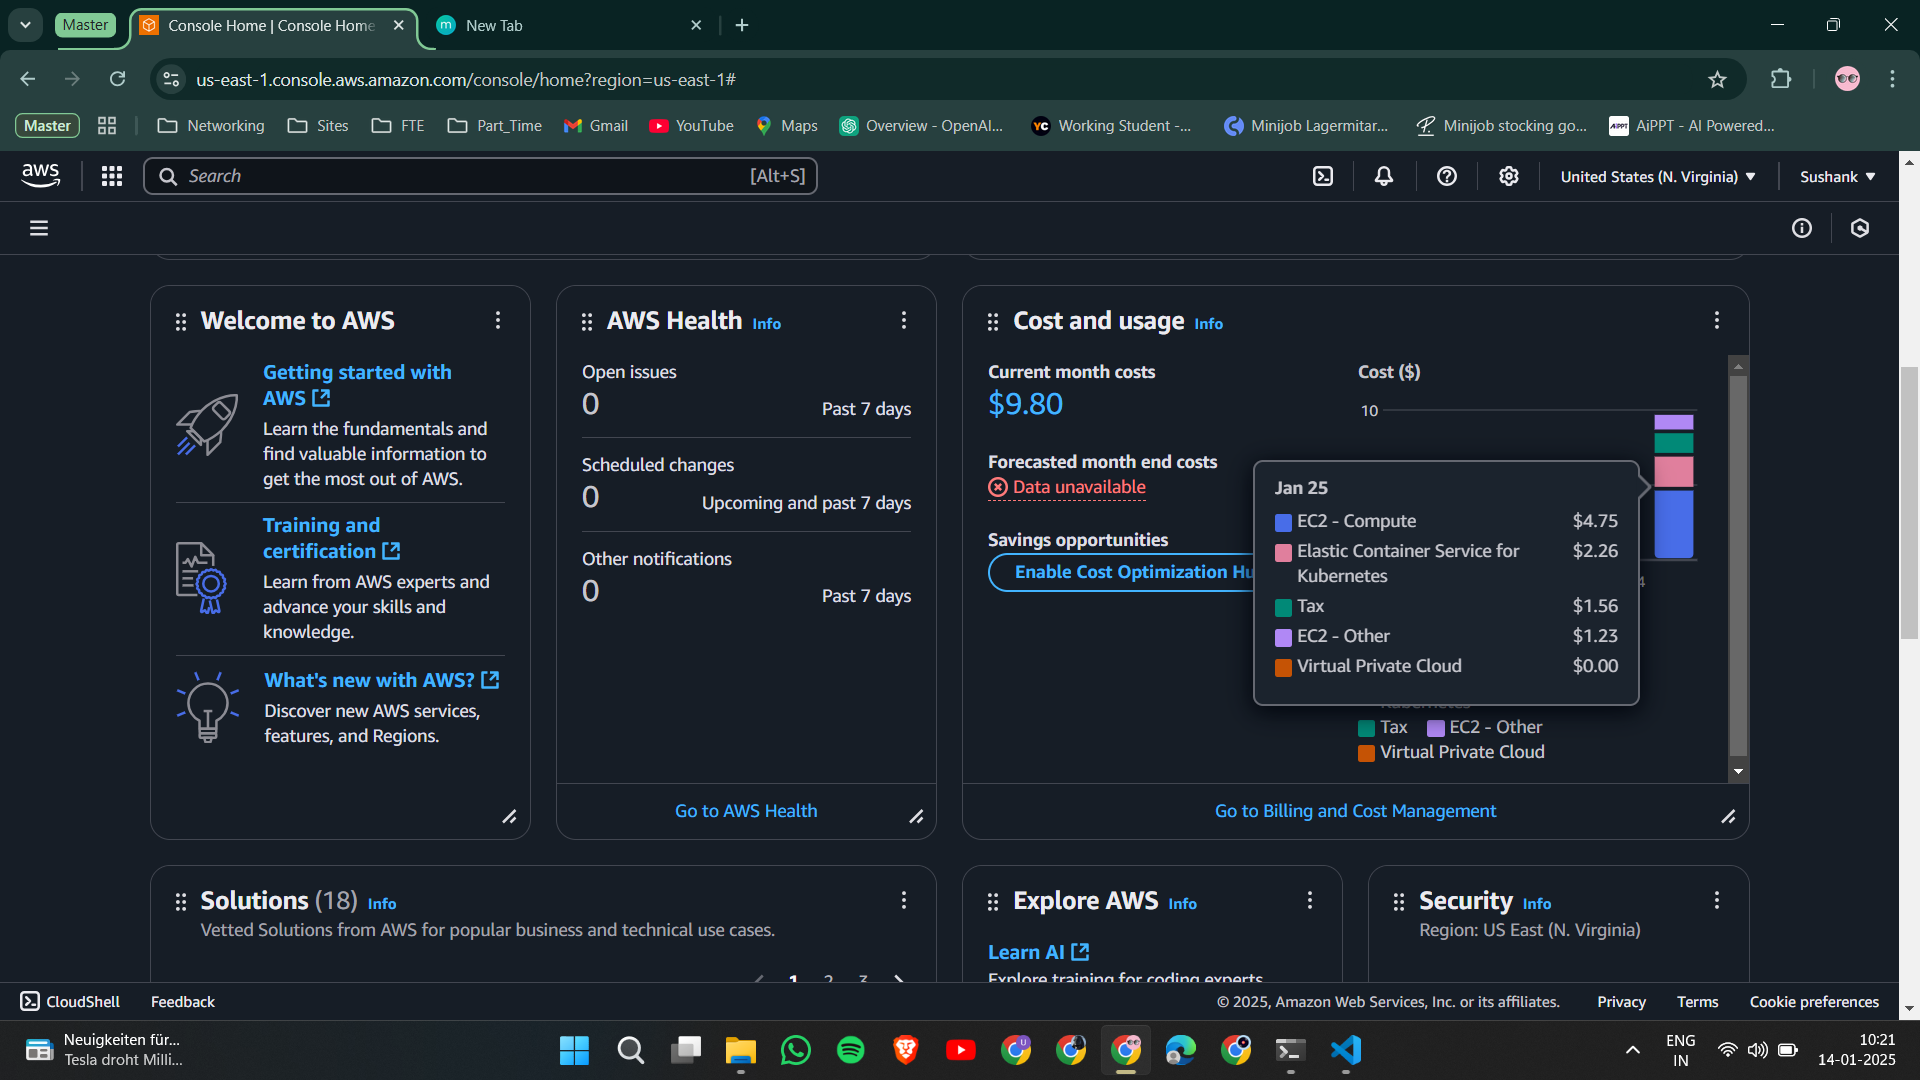 Master
Console Home | Console Home
New Tab
us-east-1.console.aws.amazon.com/console/home?region=us-east-1#
Master
Networking
Sites
FTE
Part_Time
Gmail
YouTube
Maps
Overview - OpenAI...
Working Student -...
Minijob Lagermitar...
Minijob stocking go...
AiPPT - AI Powered...
aws
Search
[Alt+S]
United States (N. Virginia)
Sushank
Welcome to AWS
Getting started with
AWS
Learn the fundamentals and
find valuable information to
get the most out of AWS.
Training and
certification
Learn from AWS experts and
advance your skills and
knowledge.
What's new with AWS?
Discover new AWS services,
features, and Regions.
AWS Health Info
Open issues
0
Past 7 days
Scheduled changes
0
Upcoming and past 7 days
Other notifications
0
Past 7 days
Go to AWS Health
Cost and usage Info
Current month costs
$9.80
Forecasted month end costs
Data unavailable
Savings opportunities
Enable Cost Optimization Hu
Cost ($)
10
Jan 25
EC2 - Compute $4.75
Elastic Container Service for $2.26
Kubernetes
Tax $1.56
EC2 - Other $1.23
Virtual Private Cloud $0.00
4
Kubernetes
Tax EC2 - Other
Virtual Private Cloud
Go to Billing and Cost Management
Solutions (18) Info
Vetted Solutions from AWS for popular business and technical use cases.
1 2 3
Explore AWS Info
Learn AI
Explore training for coding experts
Security Info
Region: US East (N. Virginia)
CloudShell
Feedback
© 2025, Amazon Web Services, Inc. or its affiliates.
Privacy
Terms
Cookie preferences
Neuigkeiten für...
Tesla droht Milli...
ENG
IN
10:21
14-01-2025